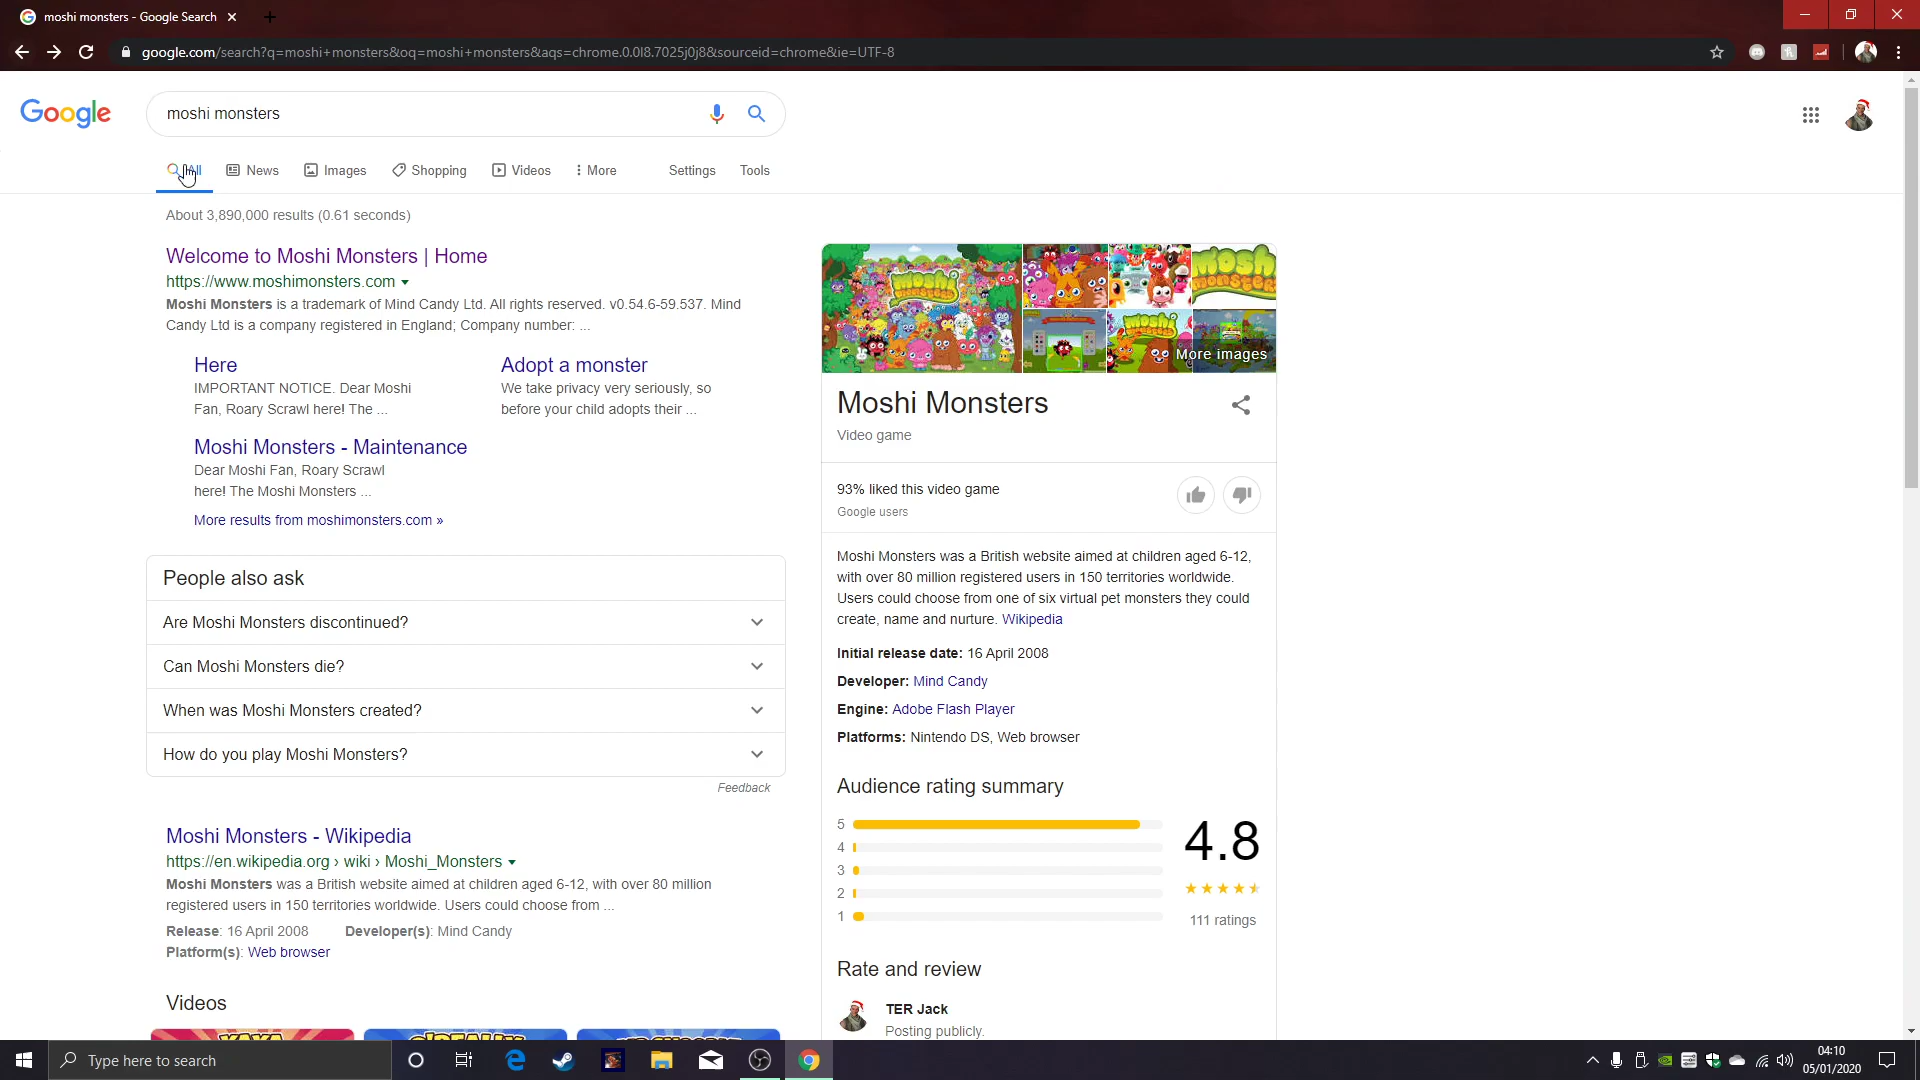 moshi monsters - Google Search
google.com/search?q=moshi+monsters&oq=moshi+monsters&aqs=chrome.0.0l8.7025j0j8&sourceid=chrome&ie=UTF-8
Google
moshi monsters
All News Images Shopping Videos More Settings Tools
About 3,890,000 results (0.61 seconds)
Welcome to Moshi Monsters | Home
https://www.moshimonsters.com
Moshi Monsters is a trademark of Mind Candy Ltd. All rights reserved. v0.54.6-59.537. Mind
Candy Ltd is a company registered in England; Company number: ...
Here
IMPORTANT NOTICE. Dear Moshi
Fan, Roary Scrawl here! The ...
Adopt a monster
We take privacy very seriously, so
before your child adopts their ...
Moshi Monsters - Maintenance
Dear Moshi Fan, Roary Scrawl
here! The Moshi Monsters ...
More results from moshimonsters.com »
People also ask
Are Moshi Monsters discontinued?
Can Moshi Monsters die?
When was Moshi Monsters created?
How do you play Moshi Monsters?
Feedback
Moshi Monsters - Wikipedia
https://en.wikipedia.org › wiki › Moshi_Monsters
Moshi Monsters was a British website aimed at children aged 6-12, with over 80 million
registered users in 150 territories worldwide. Users could choose from ...
Release: 16 April 2008 Developer(s): Mind Candy
Platform(s): Web browser
Videos
More images
Moshi Monsters
Video game
93% liked this video game
Google users
Moshi Monsters was a British website aimed at children aged 6-12,
with over 80 million registered users in 150 territories worldwide.
Users could choose from one of six virtual pet monsters they could
create, name and nurture. Wikipedia
Initial release date: 16 April 2008
Developer: Mind Candy
Engine: Adobe Flash Player
Platforms: Nintendo DS, Web browser
Audience rating summary
5
4
3
2
1
4.8
111 ratings
Rate and review
TER Jack
Posting publicly.
Type here to search
04:10
05/01/2020